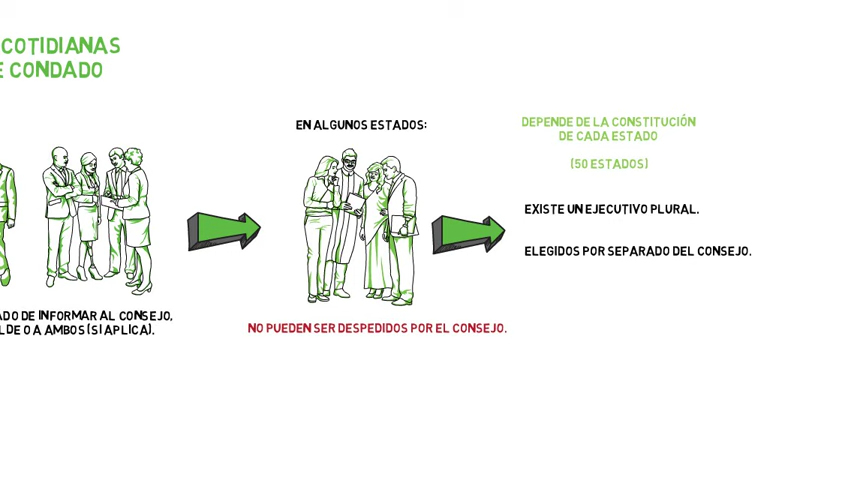 COTIDIANAS
E CONDADO
EN ALGUNOS ESTADOS:
DEPENDE DE LA CONSTITUCIÓN
DE CADA ESTADO
(50 ESTADOS)
EXISTE UN EJECUTIVO PLURAL.
ELEGIDOS POR SEPARADO DEL CONSEJO.
ADO DE INFORMAR AL CONSEJO,
LDE O A AMBOS (SI APLICA).
NO PUEDEN SER DESPEDIDOS POR EL CONSEJO.